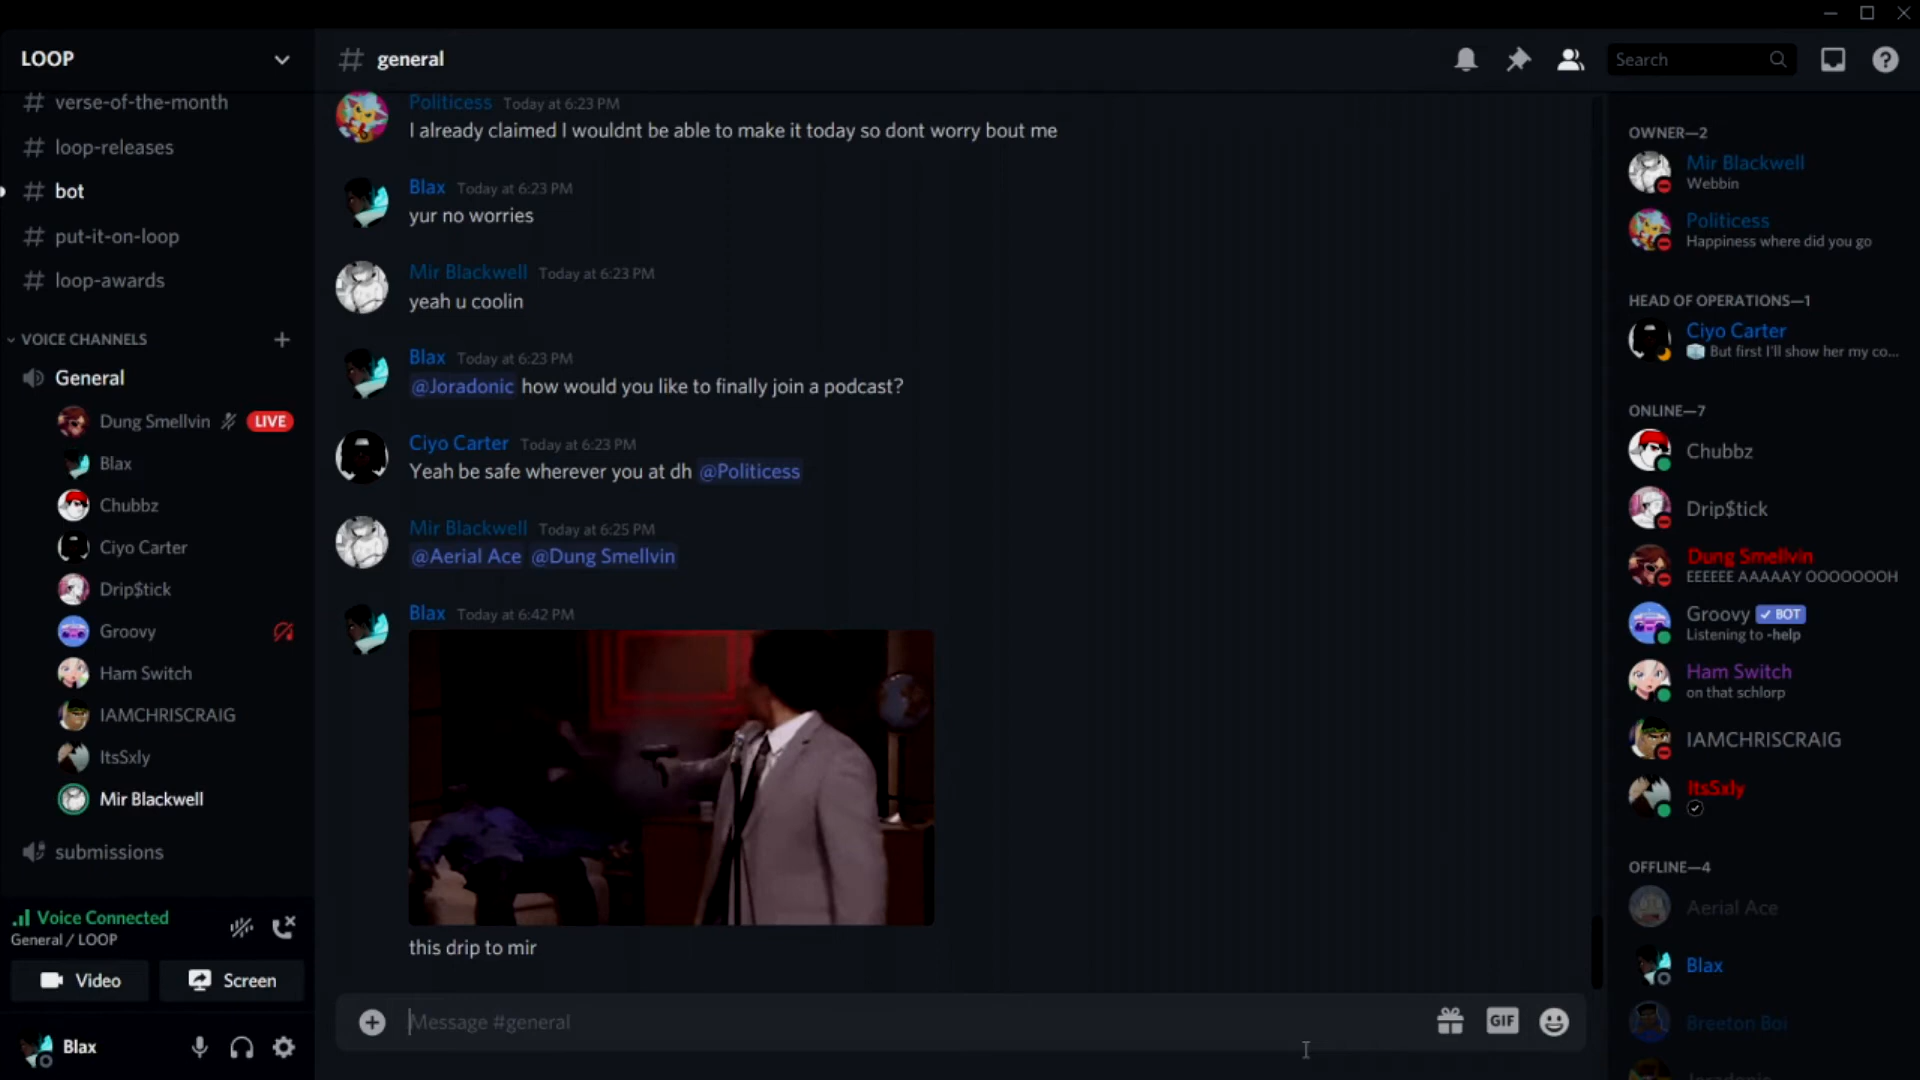 LOOP
# verse-of-the-month
# loop-releases
# bot
# put-it-on-loop
# loop-awards
VOICE CHANNELS
General
Dung Smellvin LIVE
Blax
Chubbz
Ciyo Carter
Drip$tick
Groovy
Ham Switch
IAMCHRISCRAIG
ItsSxly
Mir Blackwell
submissions
Voice Connected
General / LOOP
Video Screen
Blax
# general
Search
Politicess Today at 6:23 PM
I already claimed I wouldnt be able to make it today so dont worry bout me
Blax Today at 6:23 PM
yur no worries
Mir Blackwell Today at 6:23 PM
yeah u coolin
Blax Today at 6:23 PM
@Joradonic how would you like to finally join a podcast?
Ciyo Carter Today at 6:23 PM
Yeah be safe wherever you at dh @Politicess
Mir Blackwell Today at 6:25 PM
@Aerial Ace @Dung Smellvin
Blax Today at 6:42 PM
this drip to mir
Message #general
GIF
OWNER—2
Mir Blackwell
Webbin
Politicess
Happiness where did you go
HEAD OF OPERATIONS—1
Ciyo Carter
But first I'll show her my co...
ONLINE—7
Chubbz
Drip$tick
Dung Smellvin
EEEEEE AAAAAY OOOOOOOH
Groovy ✓ BOT
Listening to -help
Ham Switch
on that schlorp
IAMCHRISCRAIG
ItsSxly
OFFLINE—4
Aerial Ace
Blax
Breeton Boi